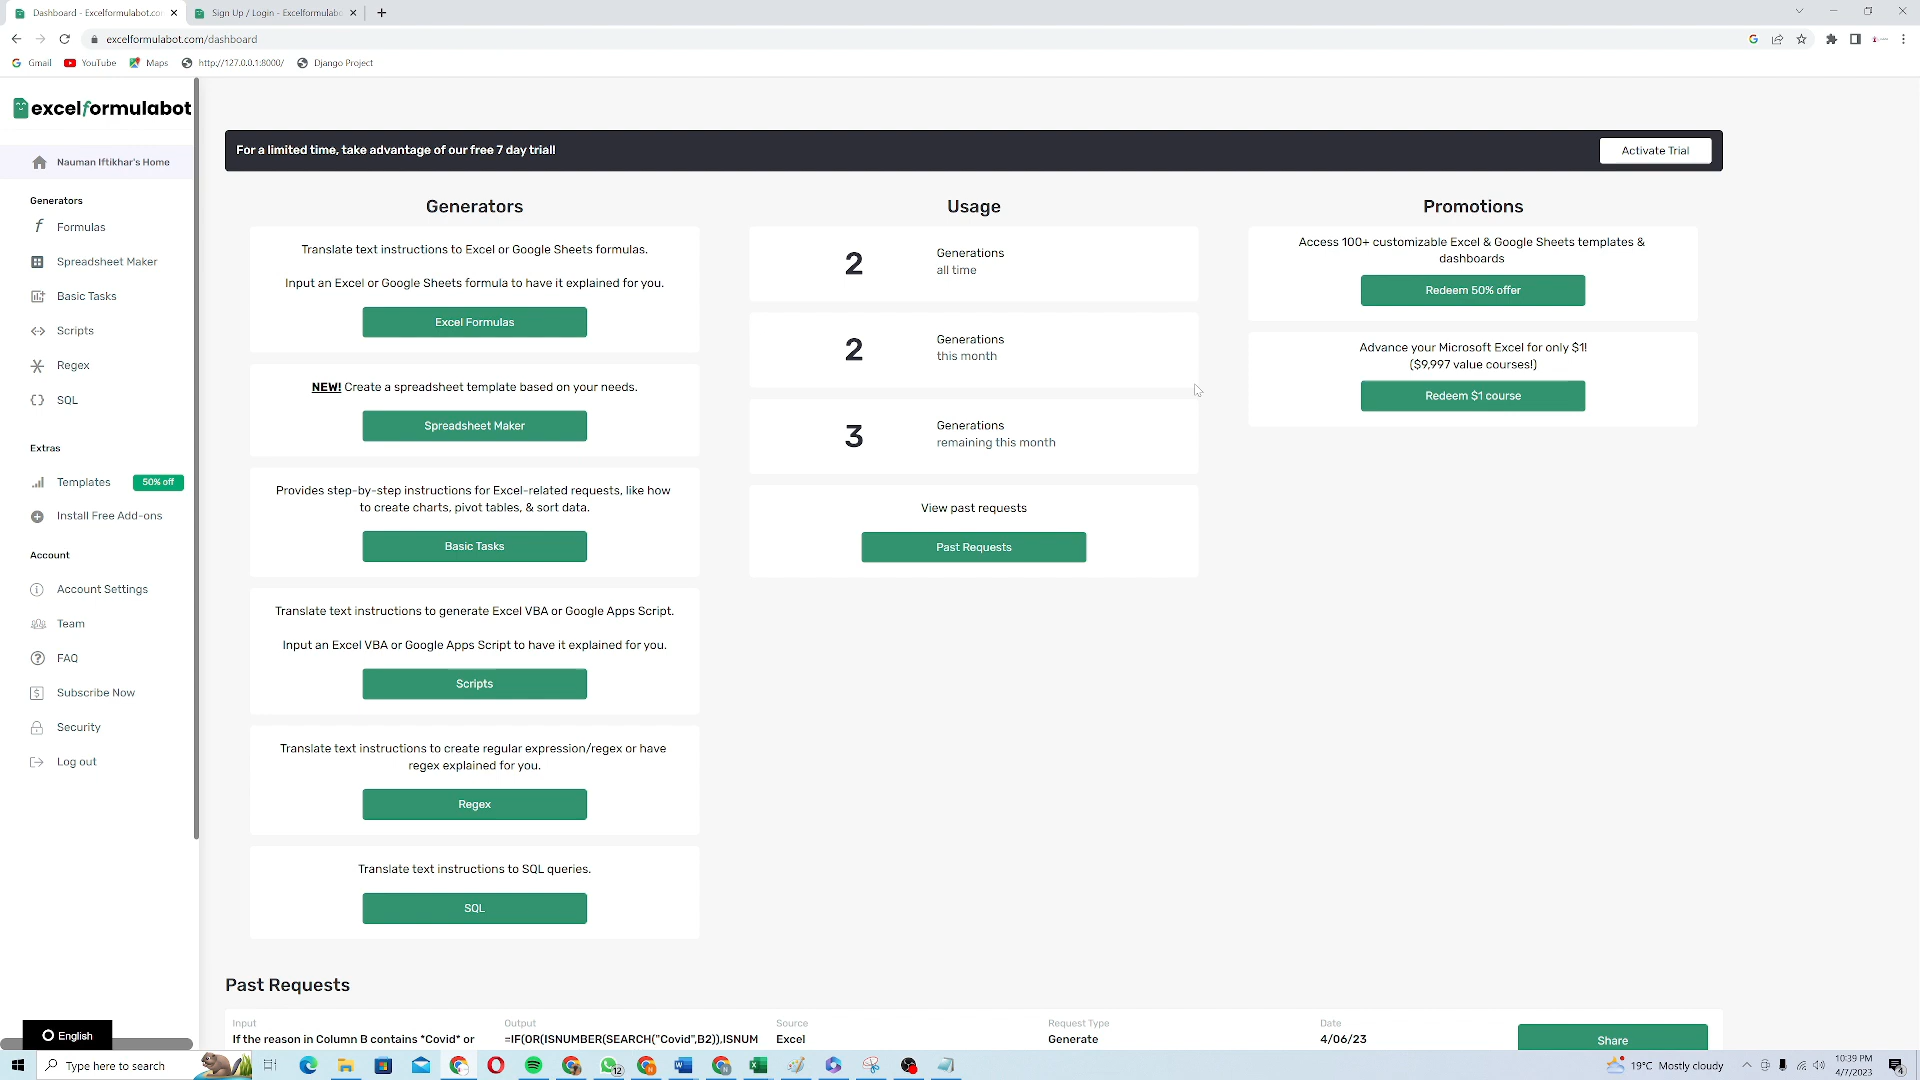 Dashboard - Excelformulabot.co
Sign Up / Login - Excelformulabo
excelformulabot.com/dashboard
Gmail
YouTube
Maps
http://127.0.0.1:8000/
Django Project
excelformulabot
Nauman Iftikhar's Home
Generators
Formulas
Spreadsheet Maker
Basic Tasks
Scripts
Regex
SQL
Extras
Templates
50% off
Install Free Add-ons
Account
Account Settings
Team
FAQ
Subscribe Now
Security
Log out
English
For a limited time, take advantage of our free 7 day trial!
Activate Trial
Generators
Translate text instructions to Excel or Google Sheets formulas.
Input an Excel or Google Sheets formula to have it explained for you.
Excel Formulas
NEW! Create a spreadsheet template based on your needs.
Spreadsheet Maker
Provides step-by-step instructions for Excel-related requests, like how
to create charts, pivot tables, & sort data.
Basic Tasks
Translate text instructions to generate Excel VBA or Google Apps Script.
Input an Excel VBA or Google Apps Script to have it explained for you.
Scripts
Translate text instructions to create regular expression/regex or have
regex explained for you.
Regex
Translate text instructions to SQL queries.
SQL
Usage
2
Generations
all time
2
Generations
this month
3
Generations
remaining this month
View past requests
Past Requests
Promotions
Access 100+ customizable Excel & Google Sheets templates &
dashboards
Redeem 50% offer
Advance your Microsoft Excel for only $1!
($9,997 value courses!)
Redeem $1 course
Past Requests
Input
If the reason in Column B contains *Covid* or
Output
=IF(OR(ISNUMBER(SEARCH("Covid",B2)),ISNUM
Source
Excel
Request Type
Generate
Date
4/06/23
Share
Type here to search
12
19°C Mostly cloudy
10:39 PM
4/7/2023
4